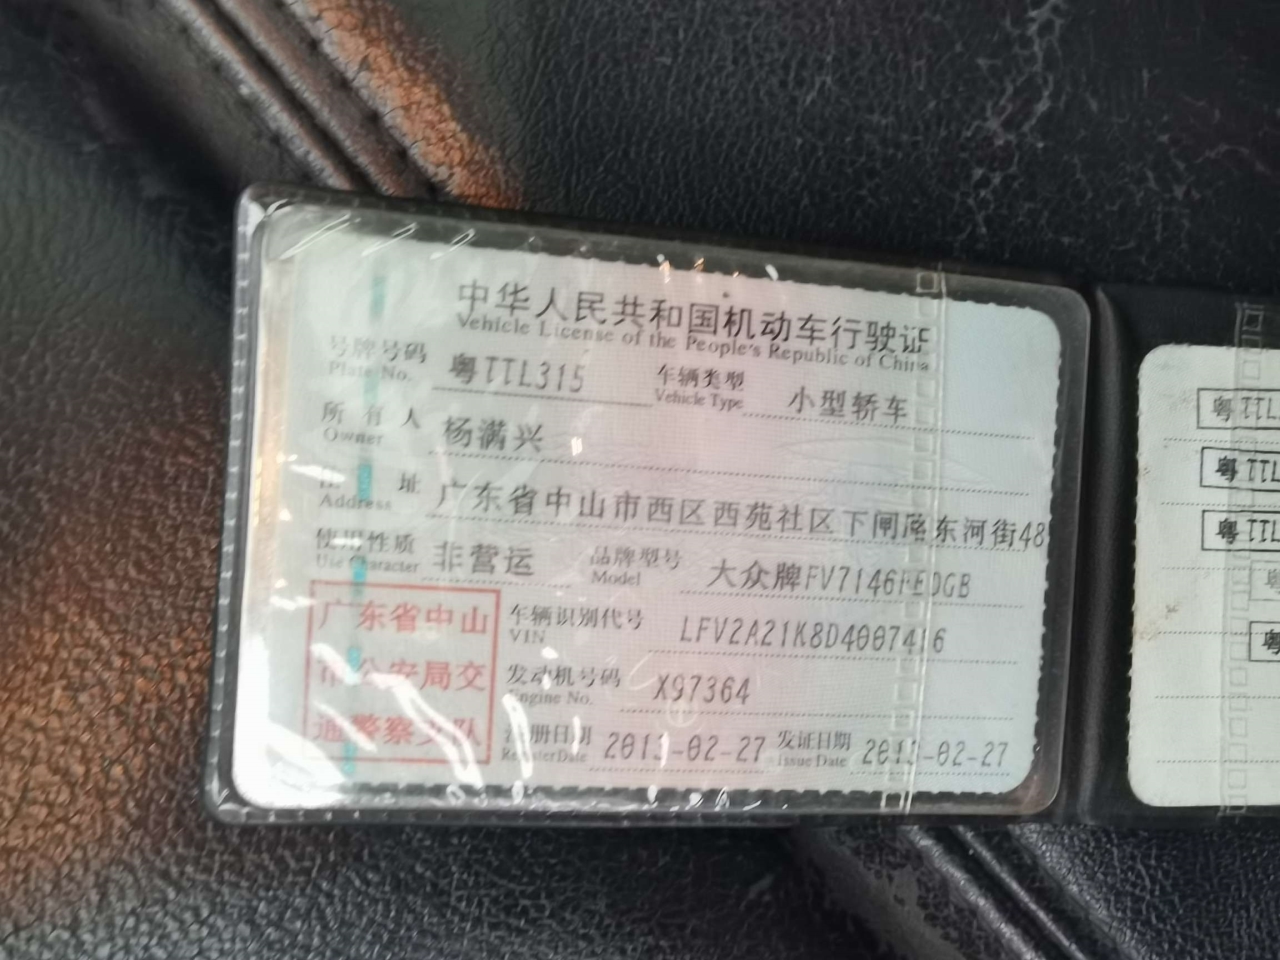 中华人民共和国机动车行驶证
Vehicle License of the People's Republic of China
号牌号码 粤TTL315 车辆类型 小型轿车
Plate No. Vehicle Type
所有人 杨满兴
Owner
住址 广东省中山市西区西苑社区下闸东河街48
Address
使用性质 非营运 品牌型号 大众牌FV7146FEDGB
Use Character Model
广东省中山
市公安局交
通警察支队
车辆识别代号 LFV2A21K8D4007416
VIN
发动机号码 X97364
Engine No.
注册日期 2013-02-27 发证日期 2013-02-27
Register Date Issue Date
粤TTL
粤TTL
粤TTL
粤